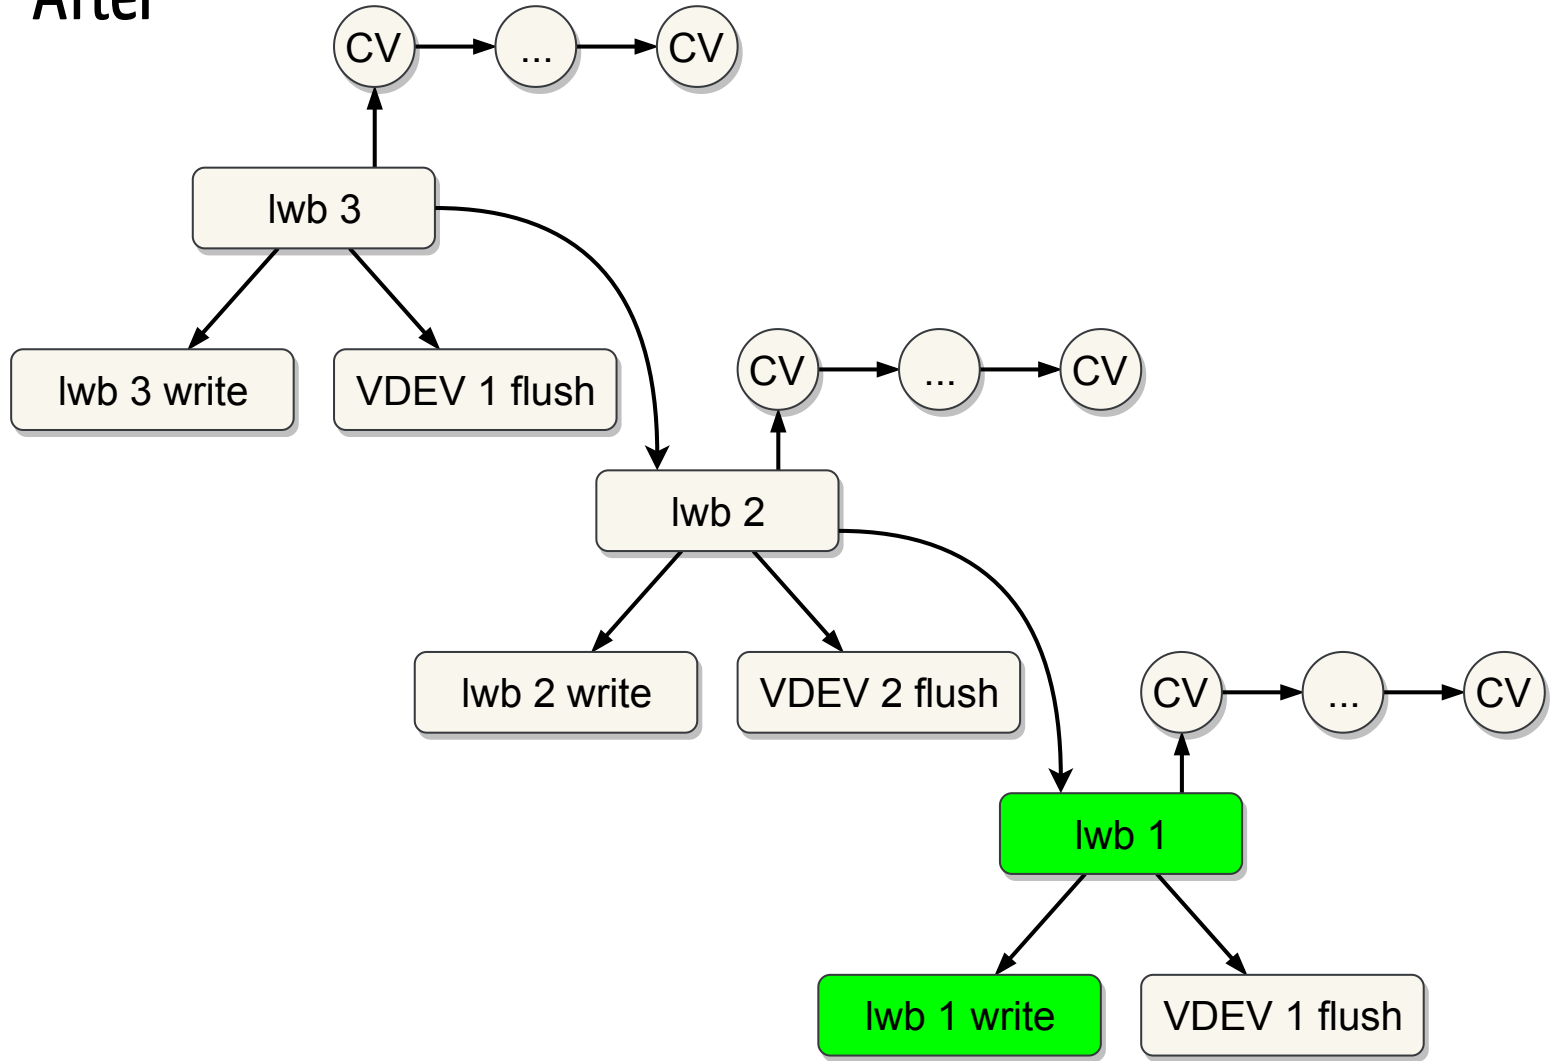 After
CV ... CV
lwb 3
lwb 3 write VDEV 1 flush
CV ... CV
lwb 2
lwb 2 write VDEV 2 flush
CV ... CV
lwb 1
lwb 1 write VDEV 1 flush